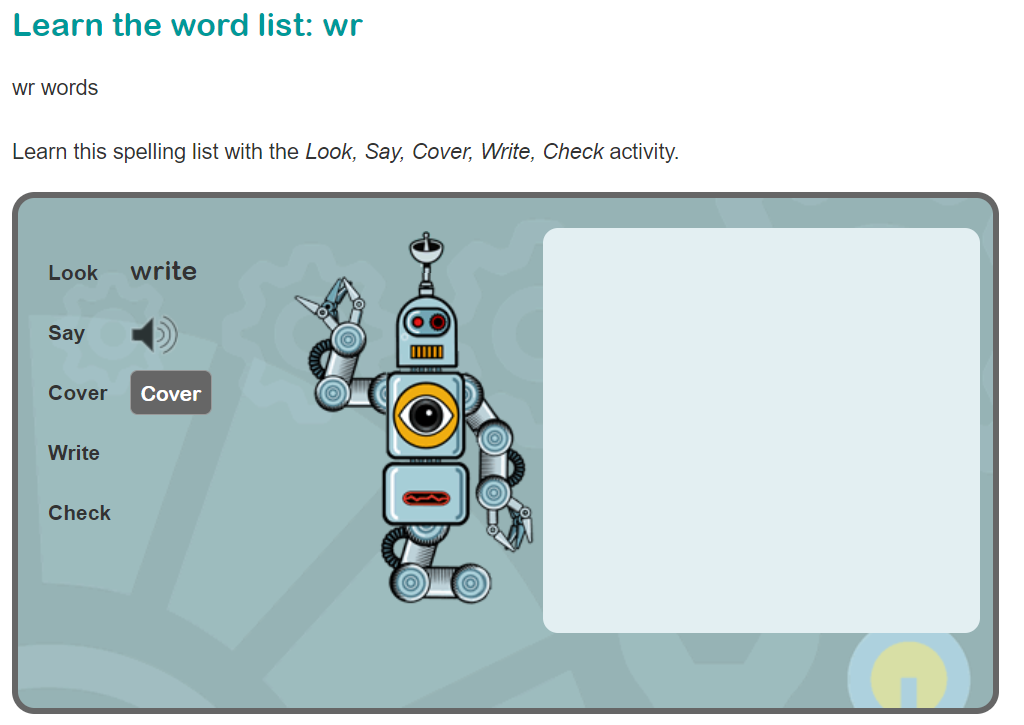 Learn the word list: wr
wr words
Learn this spelling list with the Look, Say, Cover, Write, Check activity.
Look write
Say
Cover Cover
Write
Check